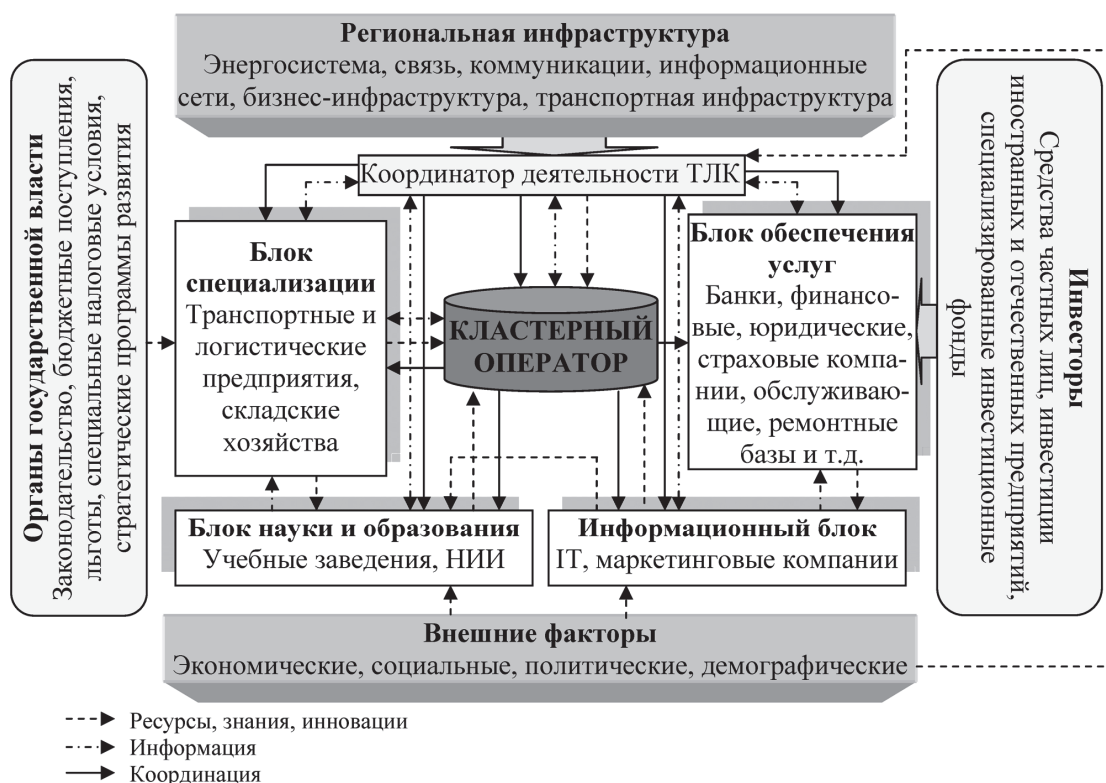 Региональная инфраструктура
Энергосистема, связь, коммуникации, информационные
сети, бизнес-инфраструктура, транспортная инфраструктура
Органы государственной власти
Законодательство, бюджетные поступления,
льготы, специальные налоговые условия,
стратегические программы развития
Координатор деятельности ТЛК
Блок
специализации
Транспортные и
логистические
предприятия,
складские
хозяйства
КЛАСТЕРНЫЙ
ОПЕРАТОР
Блок обеспечения
услуг
Банки, финансо-
вые, юридические,
страховые компа-
нии, обслуживаю-
щие, ремонтные
базы и т.д.
Инвесторы
Средства частных лиц, инвестиции
иностранных и отечественных предприятий,
специализированные инвестиционные
фонды
Блок науки и образования
Учебные заведения, НИИ
Информационный блок
IT, маркетинговые компании
Внешние факторы
Экономические, социальные, политические, демографические
Ресурсы, знания, инновации
Информация
Координация